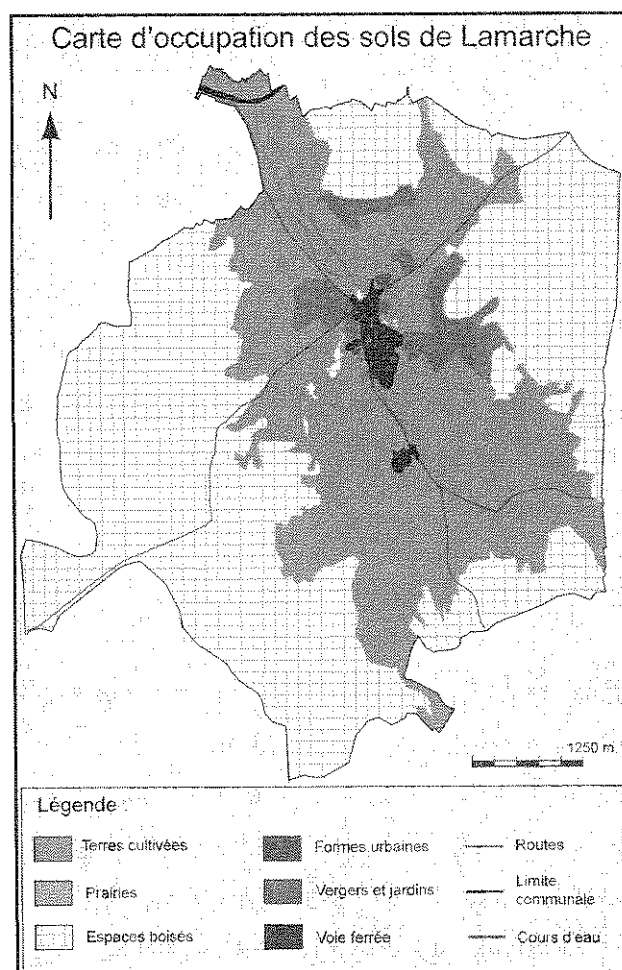 Carte d'occupation des sols de Lamarche
N
1250 m
Légende
Terres cultivées
Formes urbaines
Routes
Prairies
Vergers et jardins
Limite
communale
Espaces boisés
Voie ferrée
Cours d'eau